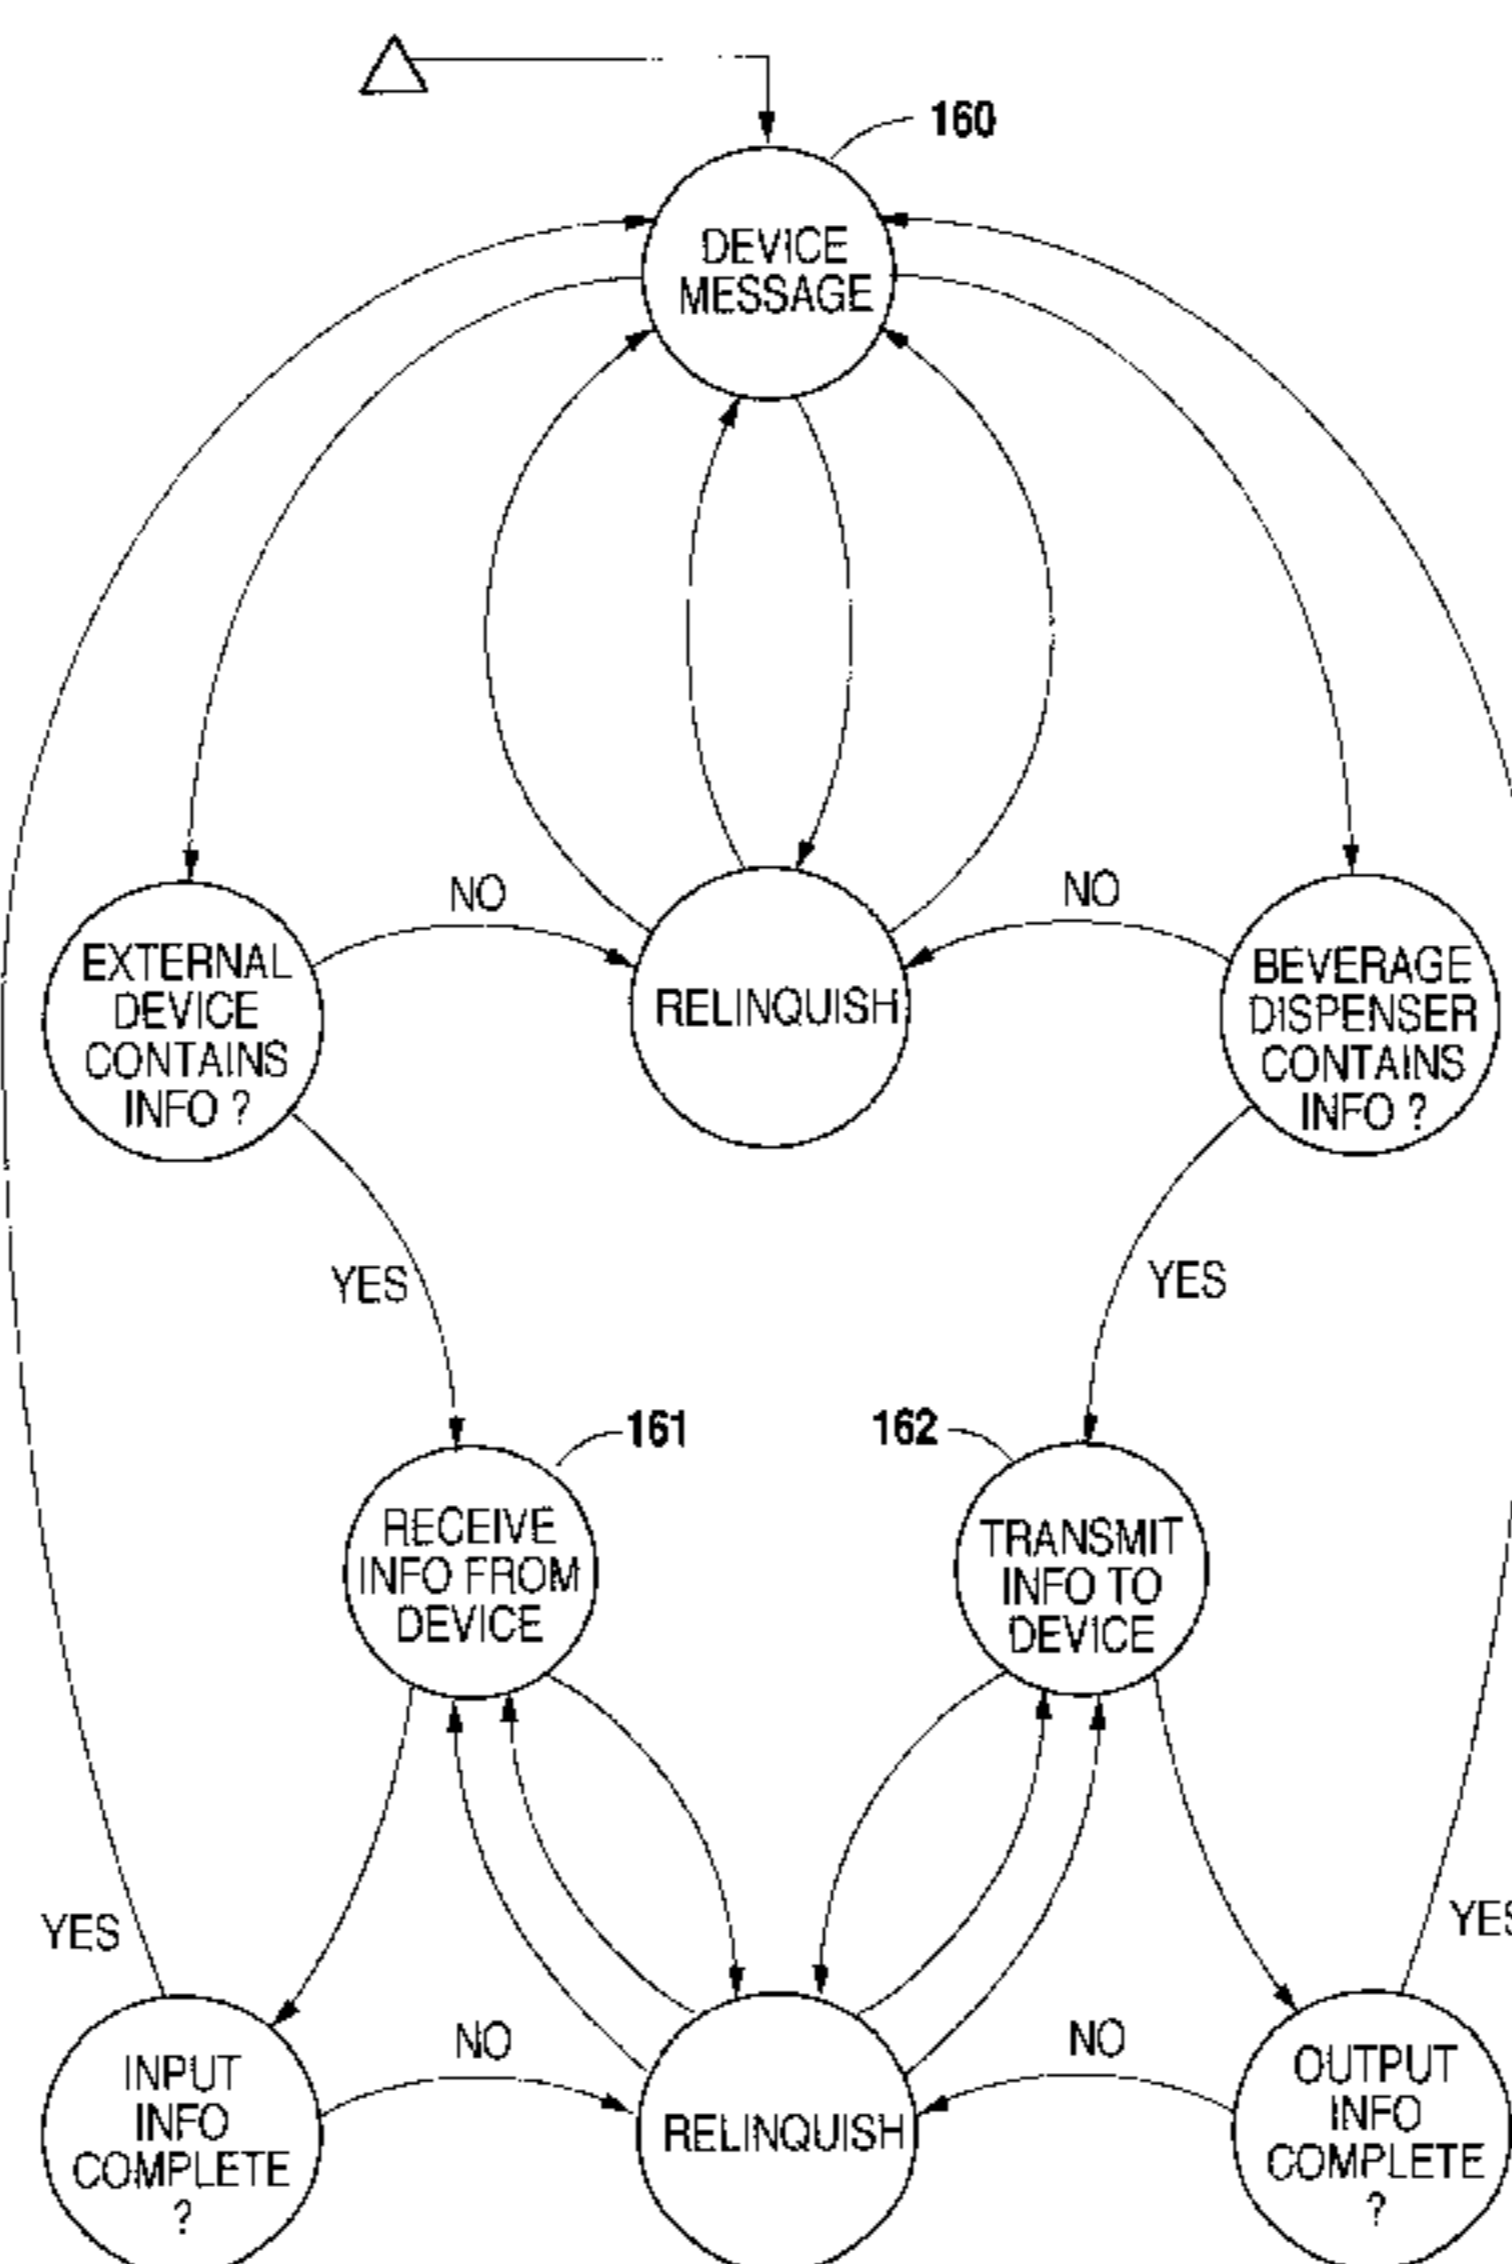 160
DEVICE
MESSAGE
NO
NO
EXTERNAL
DEVICE
CONTAINS
INFO ?
RELINQUISH
BEVERAGE
DISPENSER
CONTAINS
INFO ?
YES
YES
161
162
RECEIVE
INFO FROM
DEVICE
TRANSMIT
INFO TO
DEVICE
YES
YES
NO
NO
INPUT
INFO
COMPLETE
?
RELINQUISH
OUTPUT
INFO
COMPLETE
?